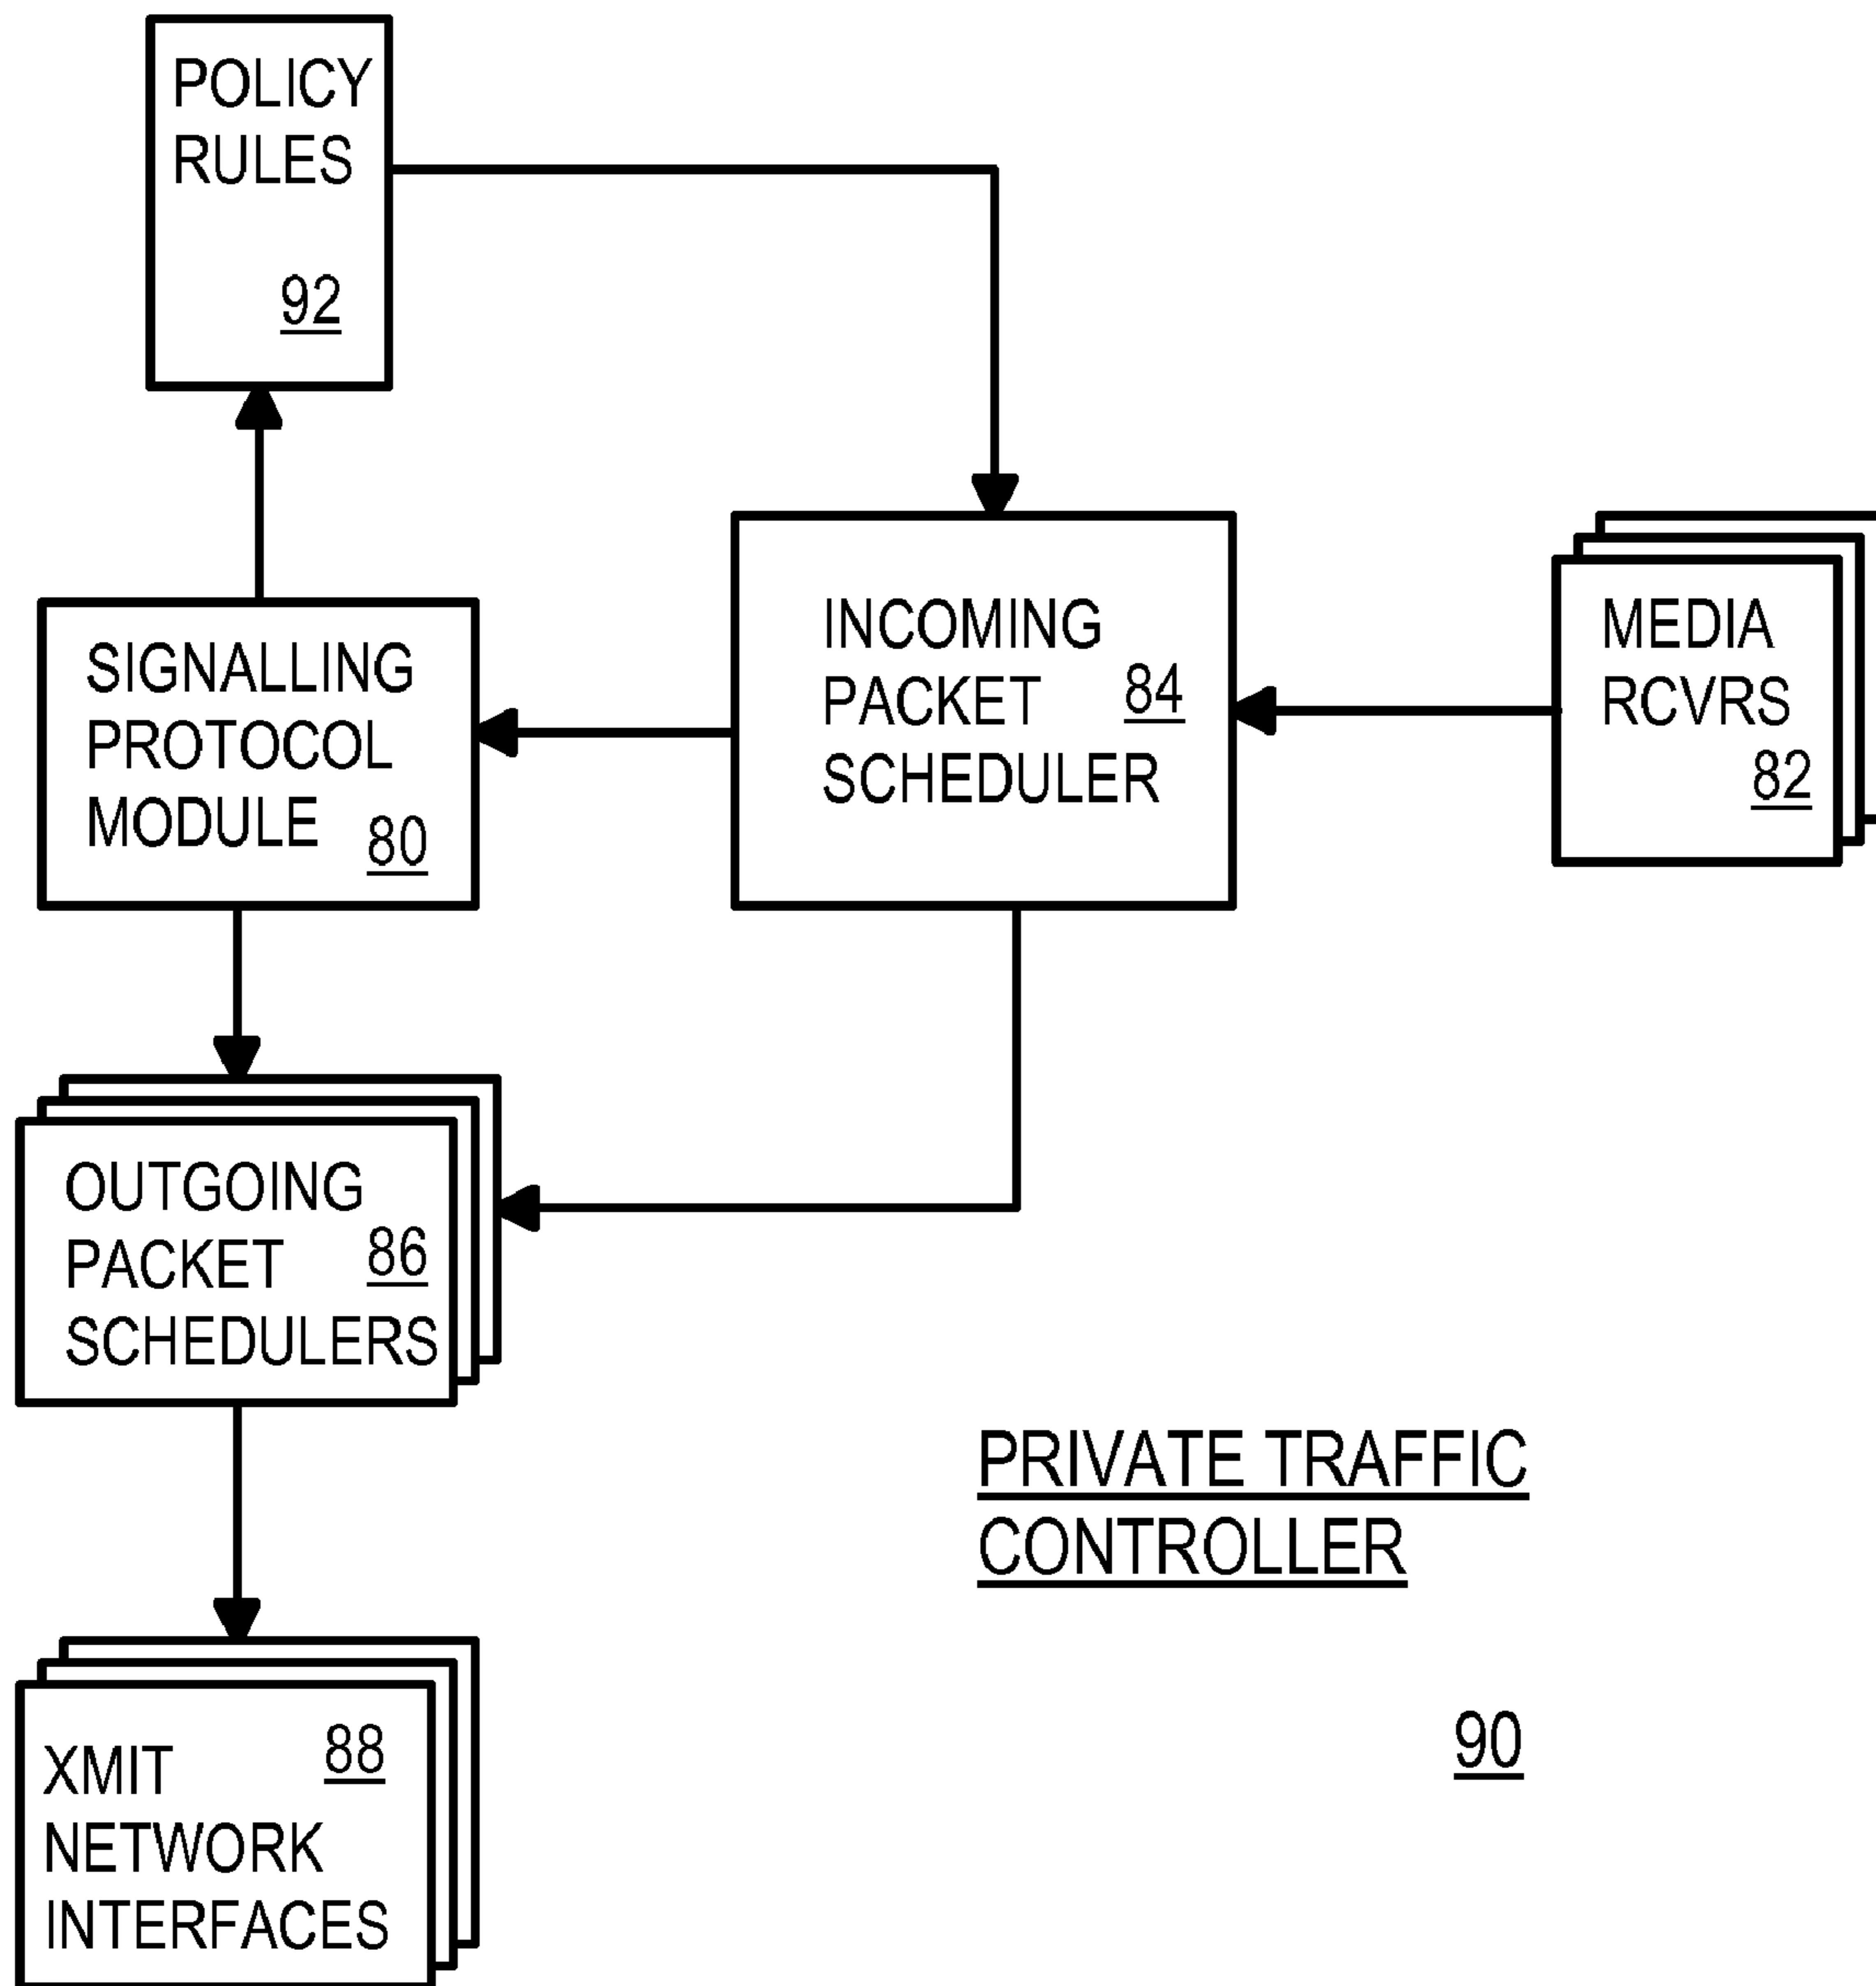 POLICY
RULES
92
SIGNALLING
PROTOCOL
MODULE
80
INCOMING
PACKET
SCHEDULER
84
MEDIA
RCVRS
82
OUTGOING
PACKET
SCHEDULERS
86
XMIT
NETWORK
INTERFACES
88
PRIVATE TRAFFIC
CONTROLLER
90